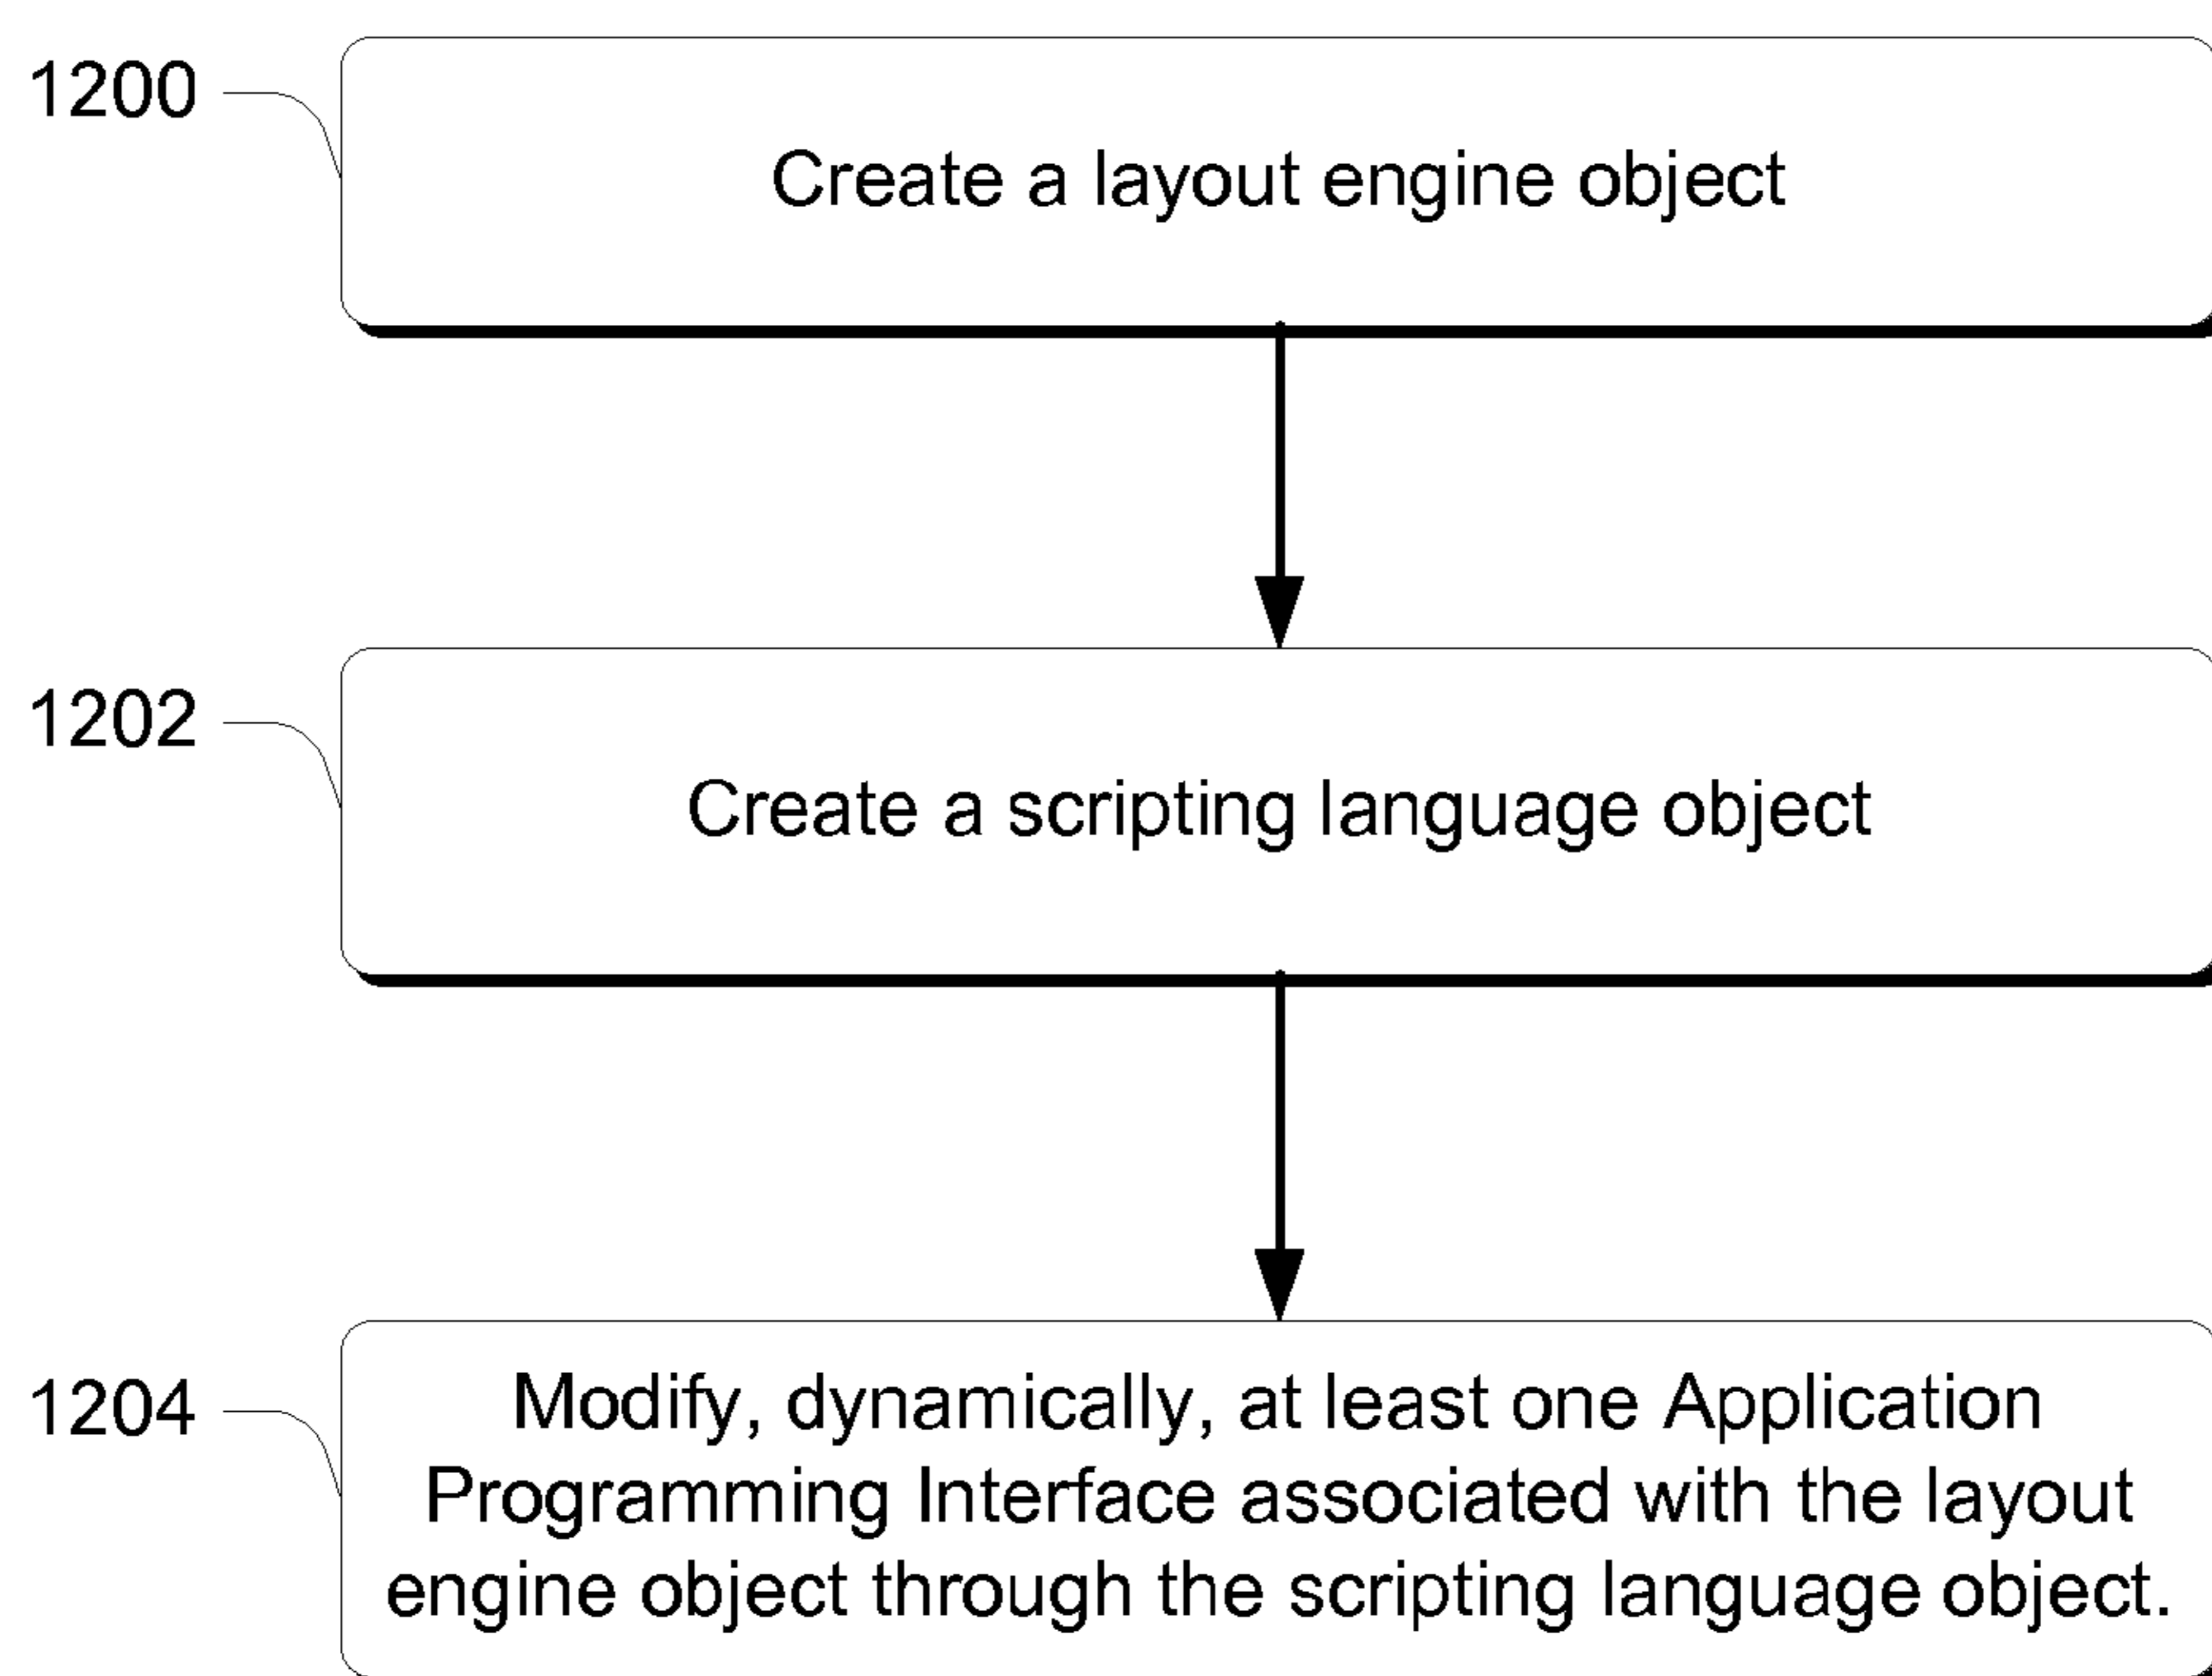 1200
Create a layout engine object
1202
Create a scripting language object
1204
Modify, dynamically, at least one Application
Programming Interface associated with the layout
engine object through the scripting language object.